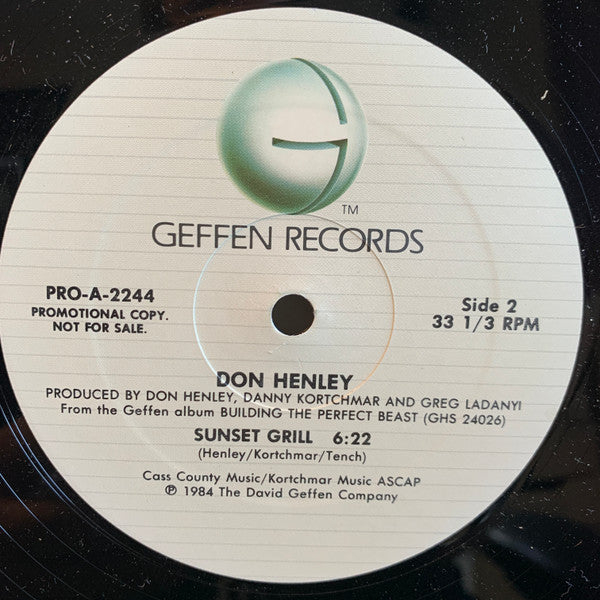 TM
GEFFEN RECORDS
PRO-A-2244
PROMOTIONAL COPY.
NOT FOR SALE.
Side 2
33 1/3 RPM
DON HENLEY
PRODUCED BY DON HENLEY, DANNY KORTCHMAR AND GREG LADANYI
From the Geffen album BUILDING THE PERFECT BEAST (GHS 24026)
SUNSET GRILL 6:22
(Henley/Kortchmar/Tench)
Cass County Music/Kortchmar Music ASCAP
℗ 1984 The David Geffen Company